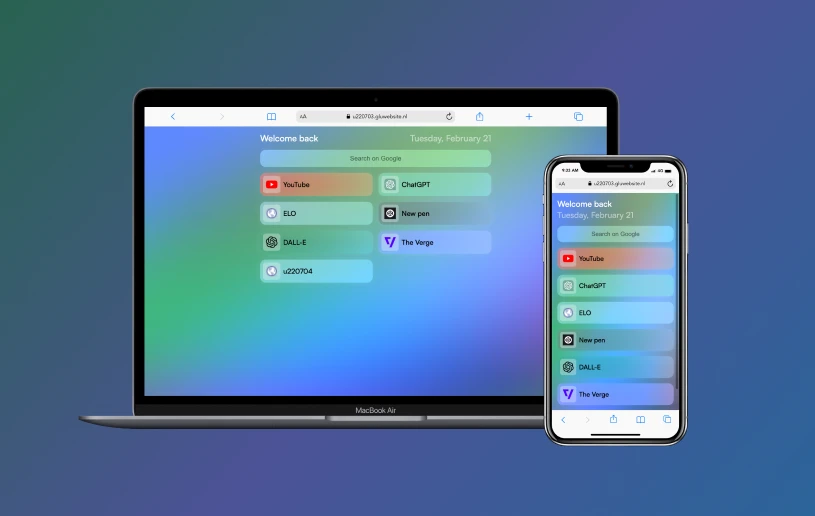 AA u220703.gluwebsite.nl
Welcome back Tuesday, February 21
Search on Google
YouTube ChatGPT
ELO New pen
DALL-E The Verge
u220704
MacBook Air
9:33 AM 4G
AA u220703.gluwebsite.nl
Welcome back
Tuesday, February 21
Search on Google
YouTube
ChatGPT
ELO
New pen
DALL-E
The Verge